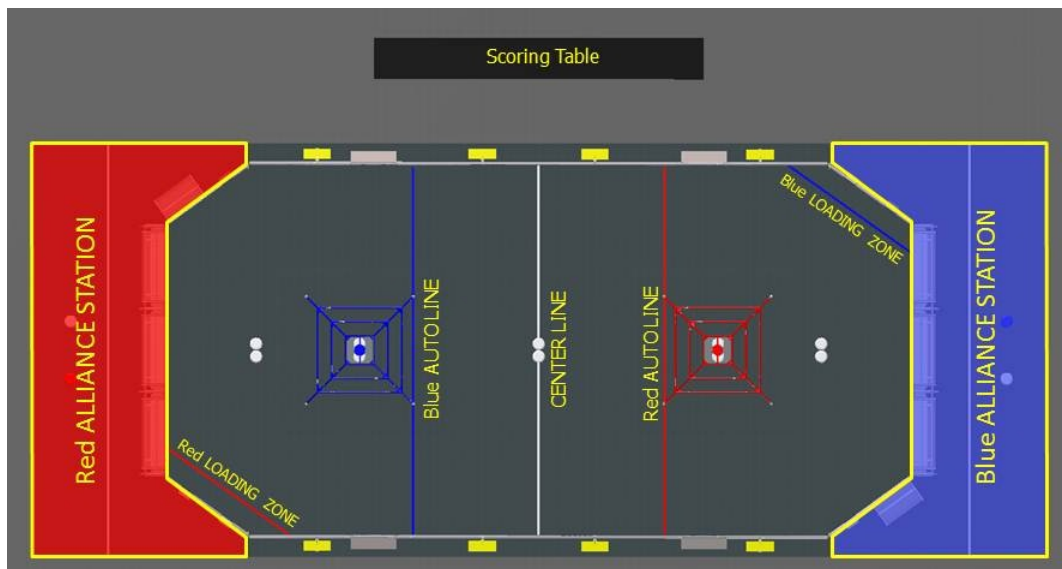 Scoring Table
Red ALLIANCE STATION
Red LOADING ZONE
Blue AUTOLINE
CENTER LINE
Red AUTOLINE
Blue LOADING ZONE
Blue ALLIANCE STATION